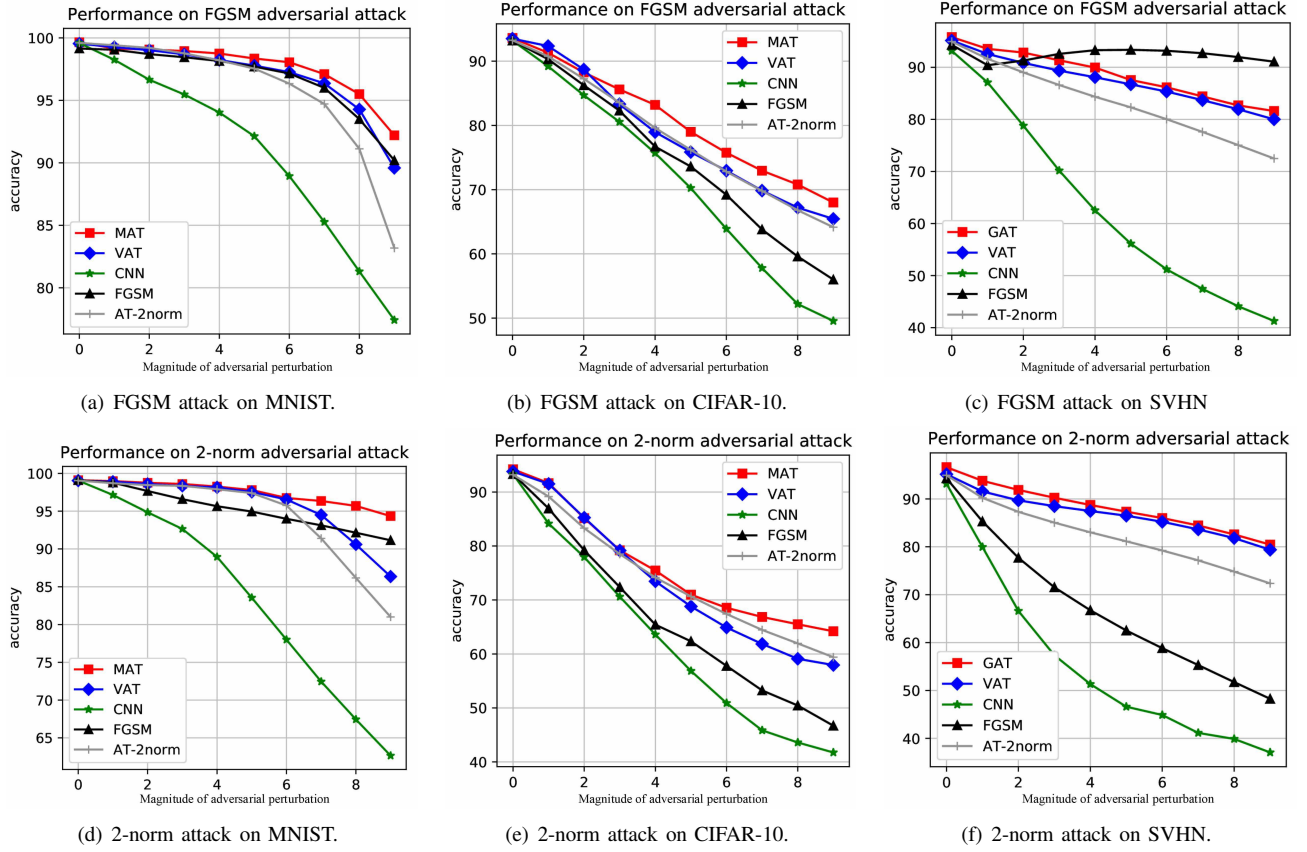 Performance on FGSM adversarial attack
100
95
90
85
80
accuracy
MAT
VAT
CNN
FGSM
AT-2norm
0 2 4 6 8
Magnitude of adversarial perturbation
(a) FGSM attack on MNIST.
Performance on FGSM adversarial attack
90
80
70
60
50
accuracy
MAT
VAT
CNN
FGSM
AT-2norm
0 2 4 6 8
Magnitude of adversarial perturbation
(b) FGSM attack on CIFAR-10.
Performance on FGSM adversarial attack
90
80
70
60
50
40
accuracy
GAT
VAT
CNN
FGSM
AT-2norm
0 2 4 6 8
Magnitude of adversarial perturbation
(c) FGSM attack on SVHN
Performance on 2-norm adversarial attack
100
95
90
85
80
75
70
65
accuracy
MAT
VAT
CNN
FGSM
AT-2norm
0 2 4 6 8
Magnitude of adversarial perturbation
(d) 2-norm attack on MNIST.
Performance on 2-norm adversarial attack
90
80
70
60
50
40
accuracy
MAT
VAT
CNN
FGSM
AT-2norm
0 2 4 6 8
Magnitude of adversarial perturbation
(e) 2-norm attack on CIFAR-10.
Performance on 2-norm adversarial attack
90
80
70
60
50
40
accuracy
GAT
VAT
CNN
FGSM
AT-2norm
0 2 4 6 8
Magnitude of adversarial perturbation
(f) 2-norm attack on SVHN.